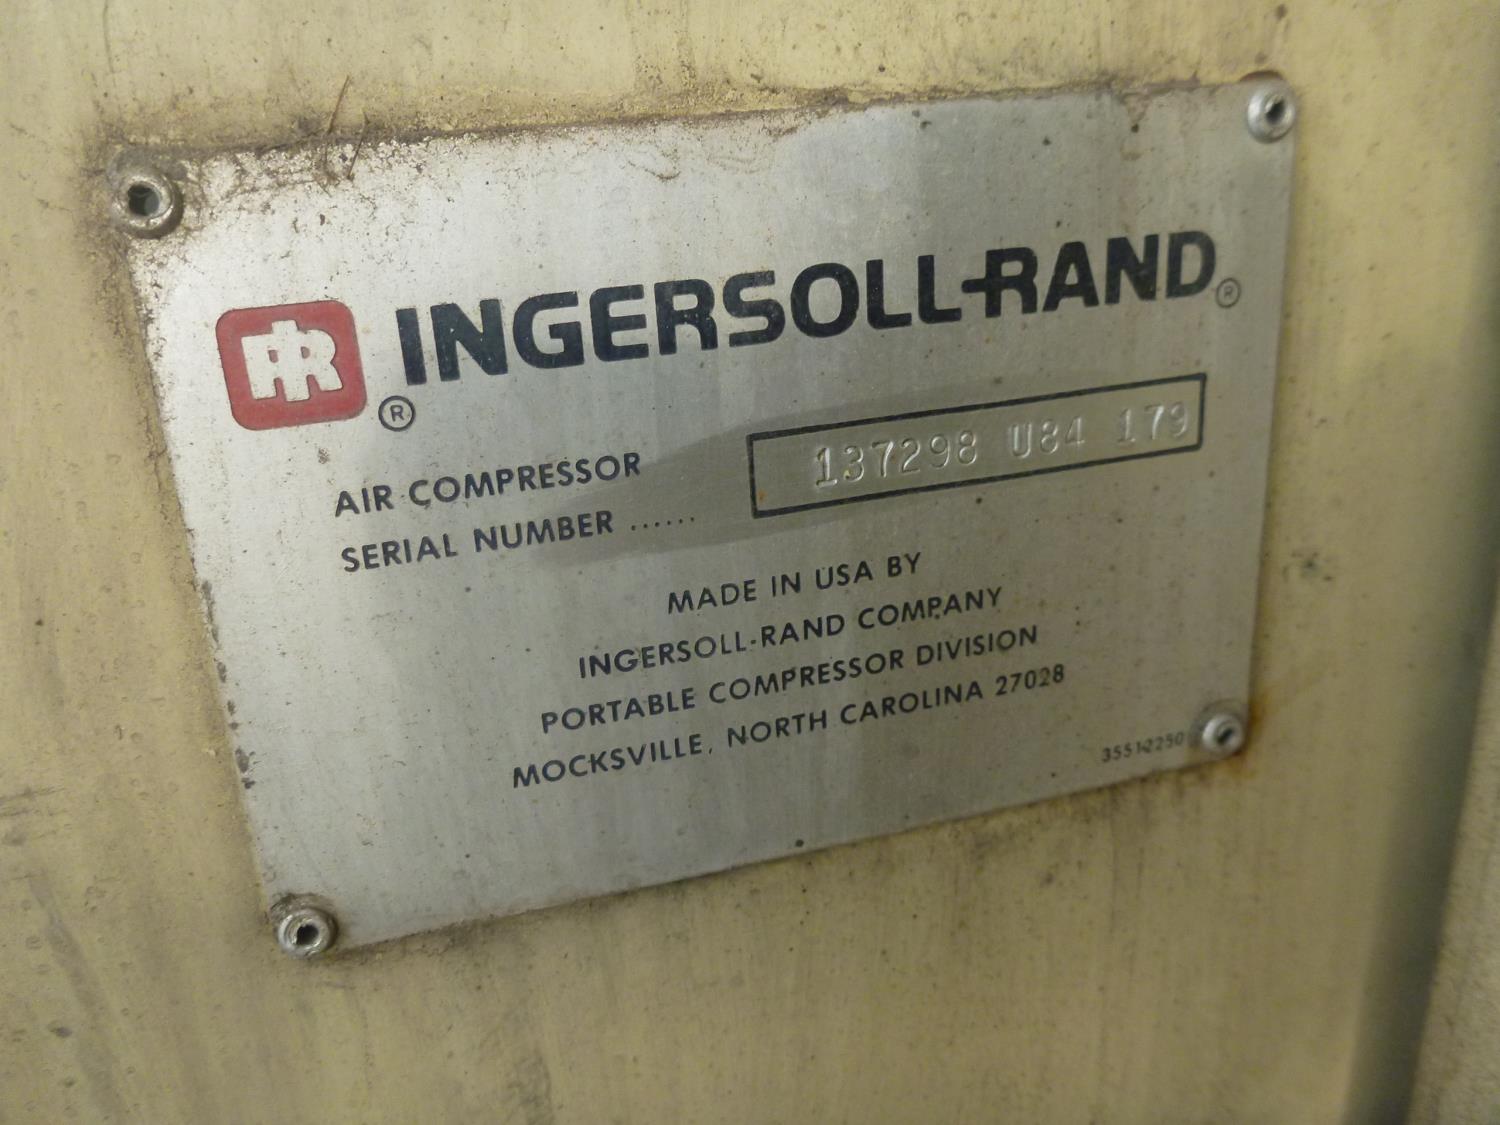 IR ® INGERSOLL-RAND ®
AIR COMPRESSOR
SERIAL NUMBER ...... 137298 U84 179
MADE IN USA BY
INGERSOLL-RAND COMPANY
PORTABLE COMPRESSOR DIVISION
MOCKSVILLE, NORTH CAROLINA 27028